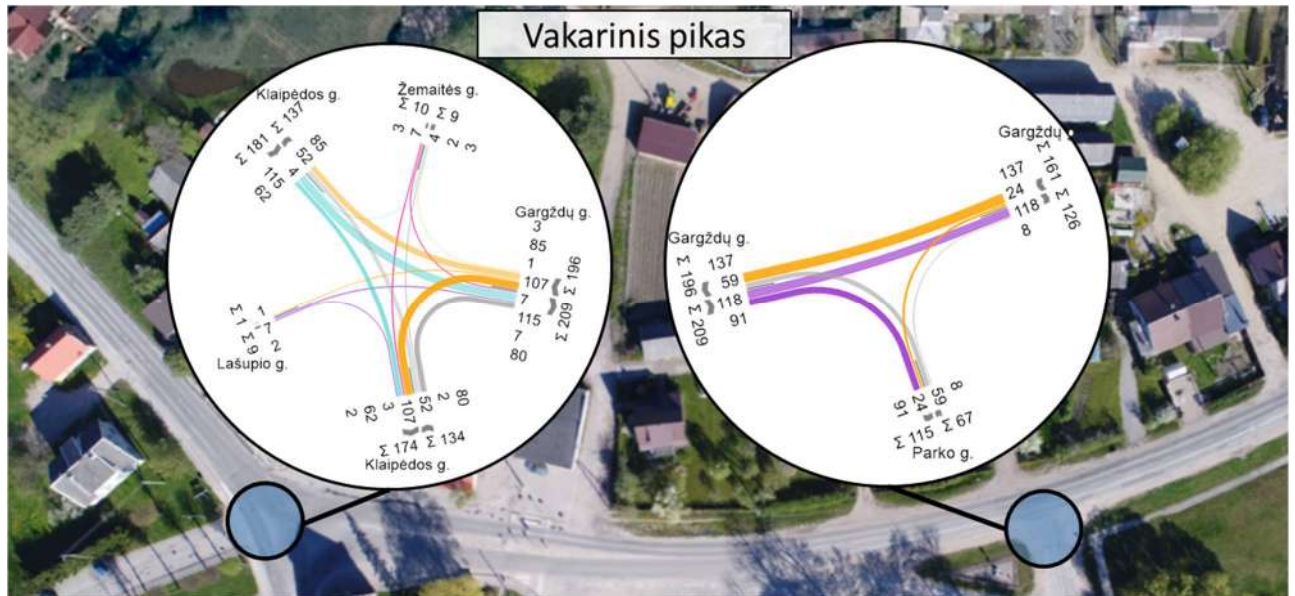 Vakarinis pikas
Klaipėdos g.
Σ 181 Σ 137
85
52
4
115
62
Žemaitės g.
Σ 10 Σ 9
3
7
4
2
3
Gargždų g.
3
85
1
107
7
115
7
80
Σ 196
Σ 209
1
7
2
Σ 1 Σ 9
Lašupio g.
2
62
3
107
52
2
80
Σ 174 Σ 134
Klaipėdos g.
Gargždų g.
137
59
118
91
Σ 196 Σ 209
Gargždų
137
24
118
8
Σ 161 Σ 126
91
24
59
8
Σ 115 Σ 67
Parko g.